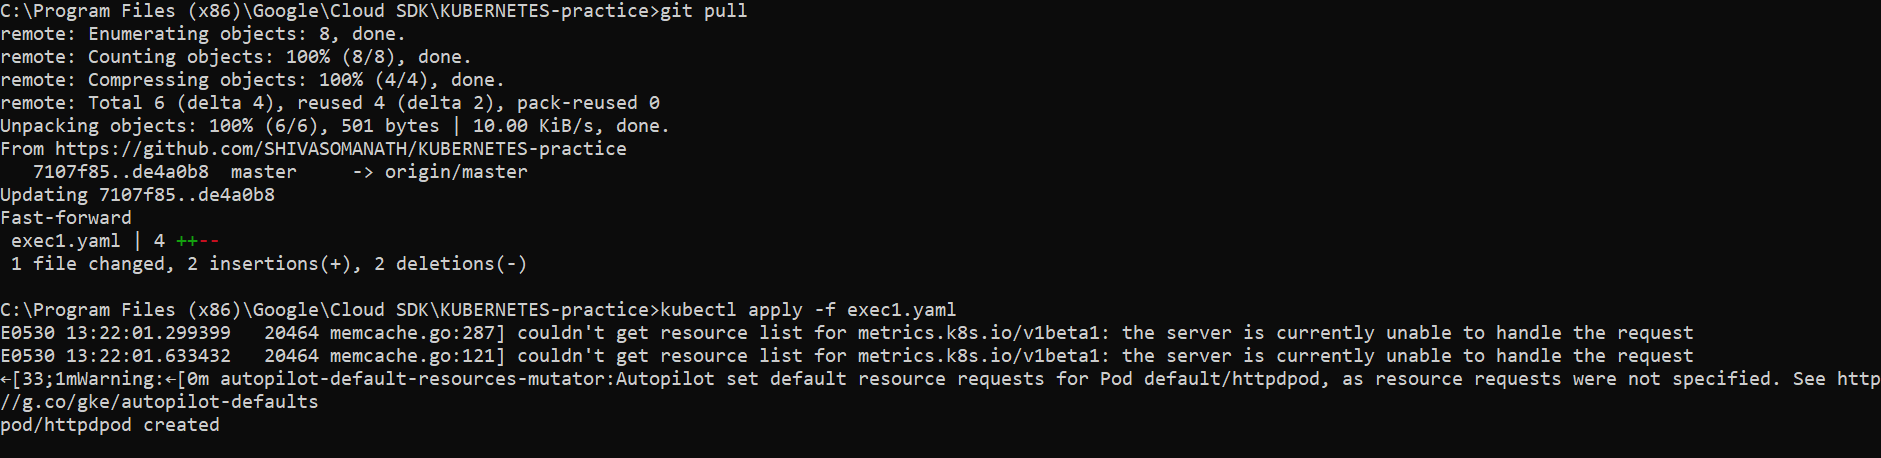 C:\Program Files (x86)\Google\Cloud SDK\KUBERNETES-practice>git pull
remote: Enumerating objects: 8, done.
remote: Counting objects: 100% (8/8), done.
remote: Compressing objects: 100% (4/4), done.
remote: Total 6 (delta 4), reused 4 (delta 2), pack-reused 0
Unpacking objects: 100% (6/6), 501 bytes | 10.00 KiB/s, done.
From https://github.com/SHIVASOMANATH/KUBERNETES-practice
   7107f85..de4a0b8  master     -> origin/master
Updating 7107f85..de4a0b8
Fast-forward
 exec1.yaml | 4 ++--
 1 file changed, 2 insertions(+), 2 deletions(-)
C:\Program Files (x86)\Google\Cloud SDK\KUBERNETES-practice>kubectl apply -f exec1.yaml
E0530 13:22:01.299399   20464 memcache.go:287] couldn't get resource list for metrics.k8s.io/v1beta1: the server is currently unable to handle the request
E0530 13:22:01.633432   20464 memcache.go:121] couldn't get resource list for metrics.k8s.io/v1beta1: the server is currently unable to handle the request
←[33;1mWarning:←[0m autopilot-default-resources-mutator:Autopilot set default resource requests for Pod default/httpdpod, as resource requests were not specified. See http
//g.co/gke/autopilot-defaults
pod/httpdpod created